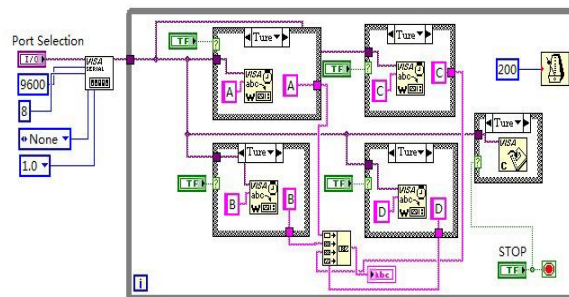 Port Selection
I/O
VISA
SERIAL
9600
8
None
1.0
TF
Ture
VISA
abc
W
A
A
TF
Ture
VISA
abc
W
C
C
200
TF
Ture
VISA
abc
W
B
B
TF
Ture
VISA
abc
W
D
D
Ture
VISA
C
abc
STOP
TF
i